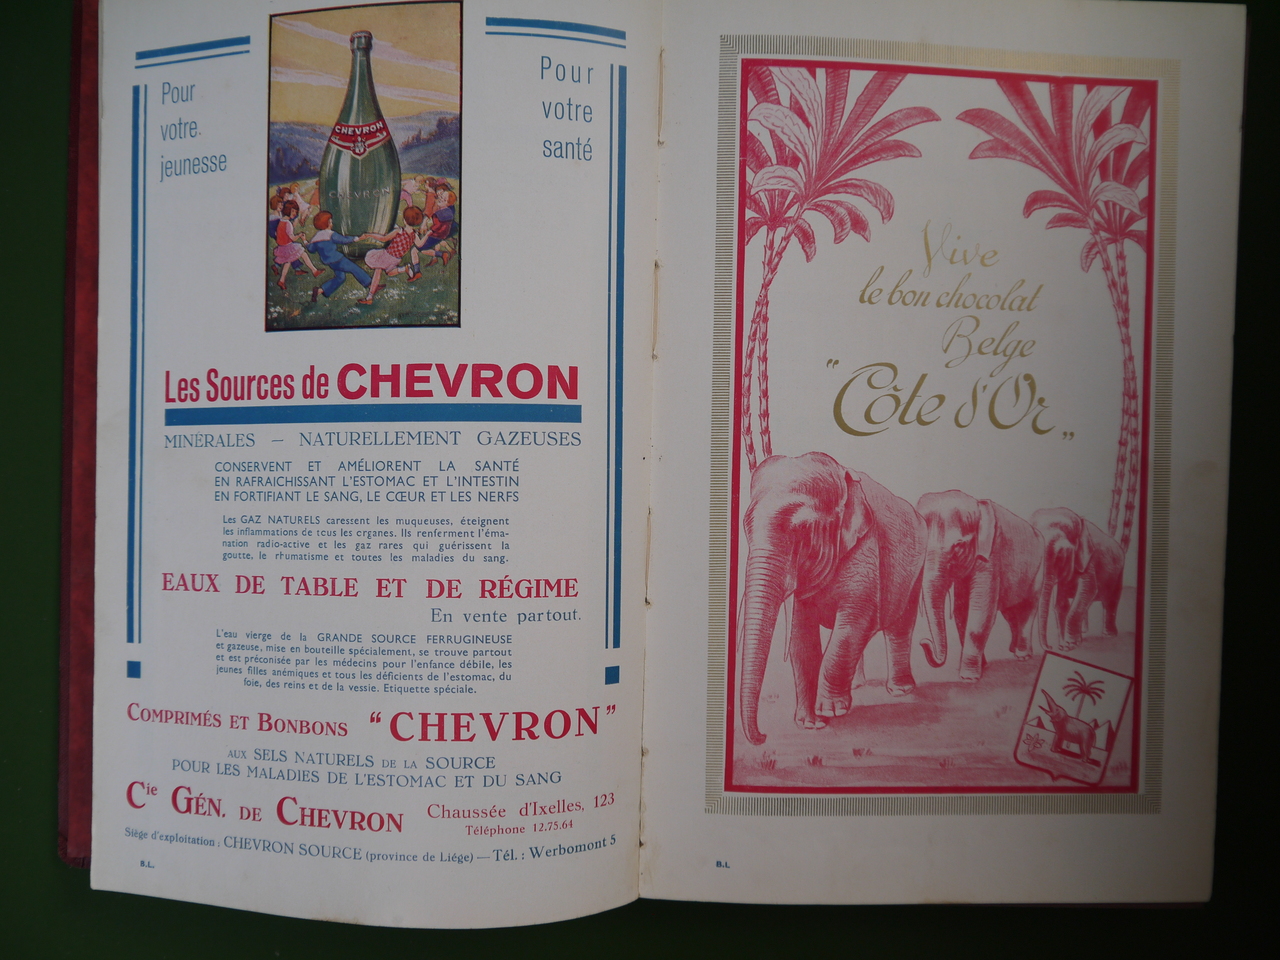 Pour
votre.
jeunesse
Pour
votre
santé
CHEVRON
CHEVRON
Les Sources de CHEVRON
MINÉRALES — NATURELLEMENT GAZEUSES
CONSERVENT ET AMÉLIORENT LA SANTÉ
EN RAFRAICHISSANT L'ESTOMAC ET L'INTESTIN
EN FORTIFIANT LE SANG, LE CŒUR ET LES NERFS
Les GAZ NATURELS caressent les muqueuses, éteignent
les inflammations de tous les organes. Ils renferment l'éma-
nation radio-active et les gaz rares qui guérissent la
goutte, le rhumatisme et toutes les maladies du sang.
EAUX DE TABLE ET DE RÉGIME
En vente partout.
L'eau vierge de la GRANDE SOURCE FERRUGINEUSE
et gazeuse, mise en bouteille spécialement, se trouve partout
et est préconisée par les médecins pour l'enfance débile, les
jeunes filles anémiques et tous les déficients de l'estomac, du
foie, des reins et de la vessie. Etiquette spéciale.
COMPRIMÉS ET BONBONS “CHEVRON”
AUX SELS NATURELS DE LA SOURCE
POUR LES MALADIES DE L'ESTOMAC ET DU SANG
Cie GÉN. DE CHEVRON
Chaussée d'Ixelles, 123
Téléphone 12.75.64
Siège d'exploitation : CHEVRON SOURCE (province de Liége) — Tél. : Werbomont 5
B.L.
Vive
le bon chocolat
Belge
"Côte d'Or„
B.L.